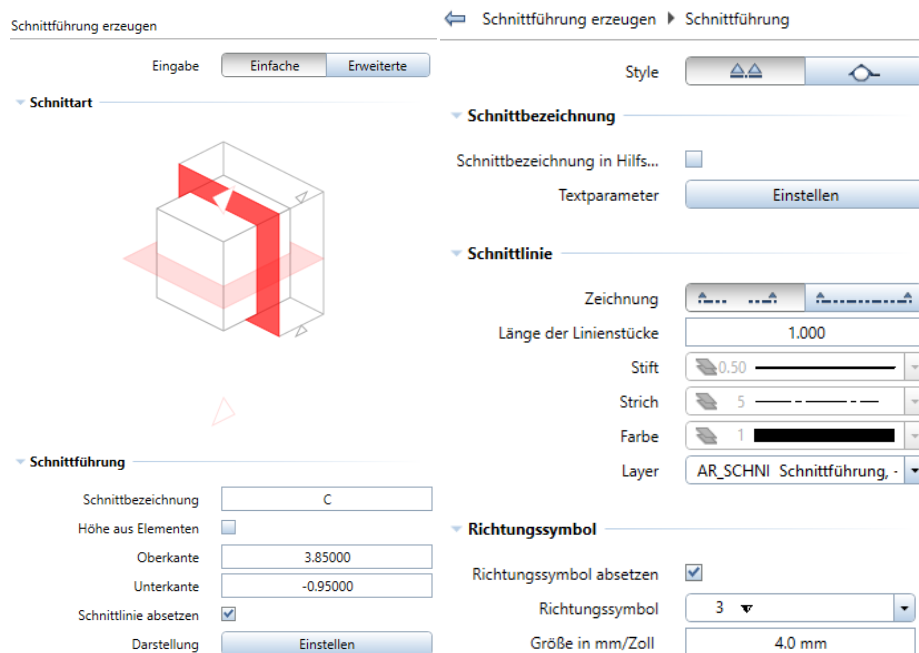 Schnittführung erzeugen
Eingabe Einfache Erweiterte
Schnittart
Schnittführung
Schnittbezeichnung C
Höhe aus Elementen
Oberkante 3.85000
Unterkante -0.95000
Schnittlinie absetzen
Darstellung Einstellen
Schnittführung erzeugen Schnittführung
Style
Schnittbezeichnung
Schnittbezeichnung in Hilfs...
Textparameter Einstellen
Schnittlinie
Zeichnung
Länge der Linienstücke 1.000
Stift 0.50
Strich 5
Farbe 1
Layer AR_SCHNI Schnittführung, -
Richtungssymbol
Richtungssymbol absetzen
Richtungssymbol 3
Größe in mm/Zoll 4.0 mm